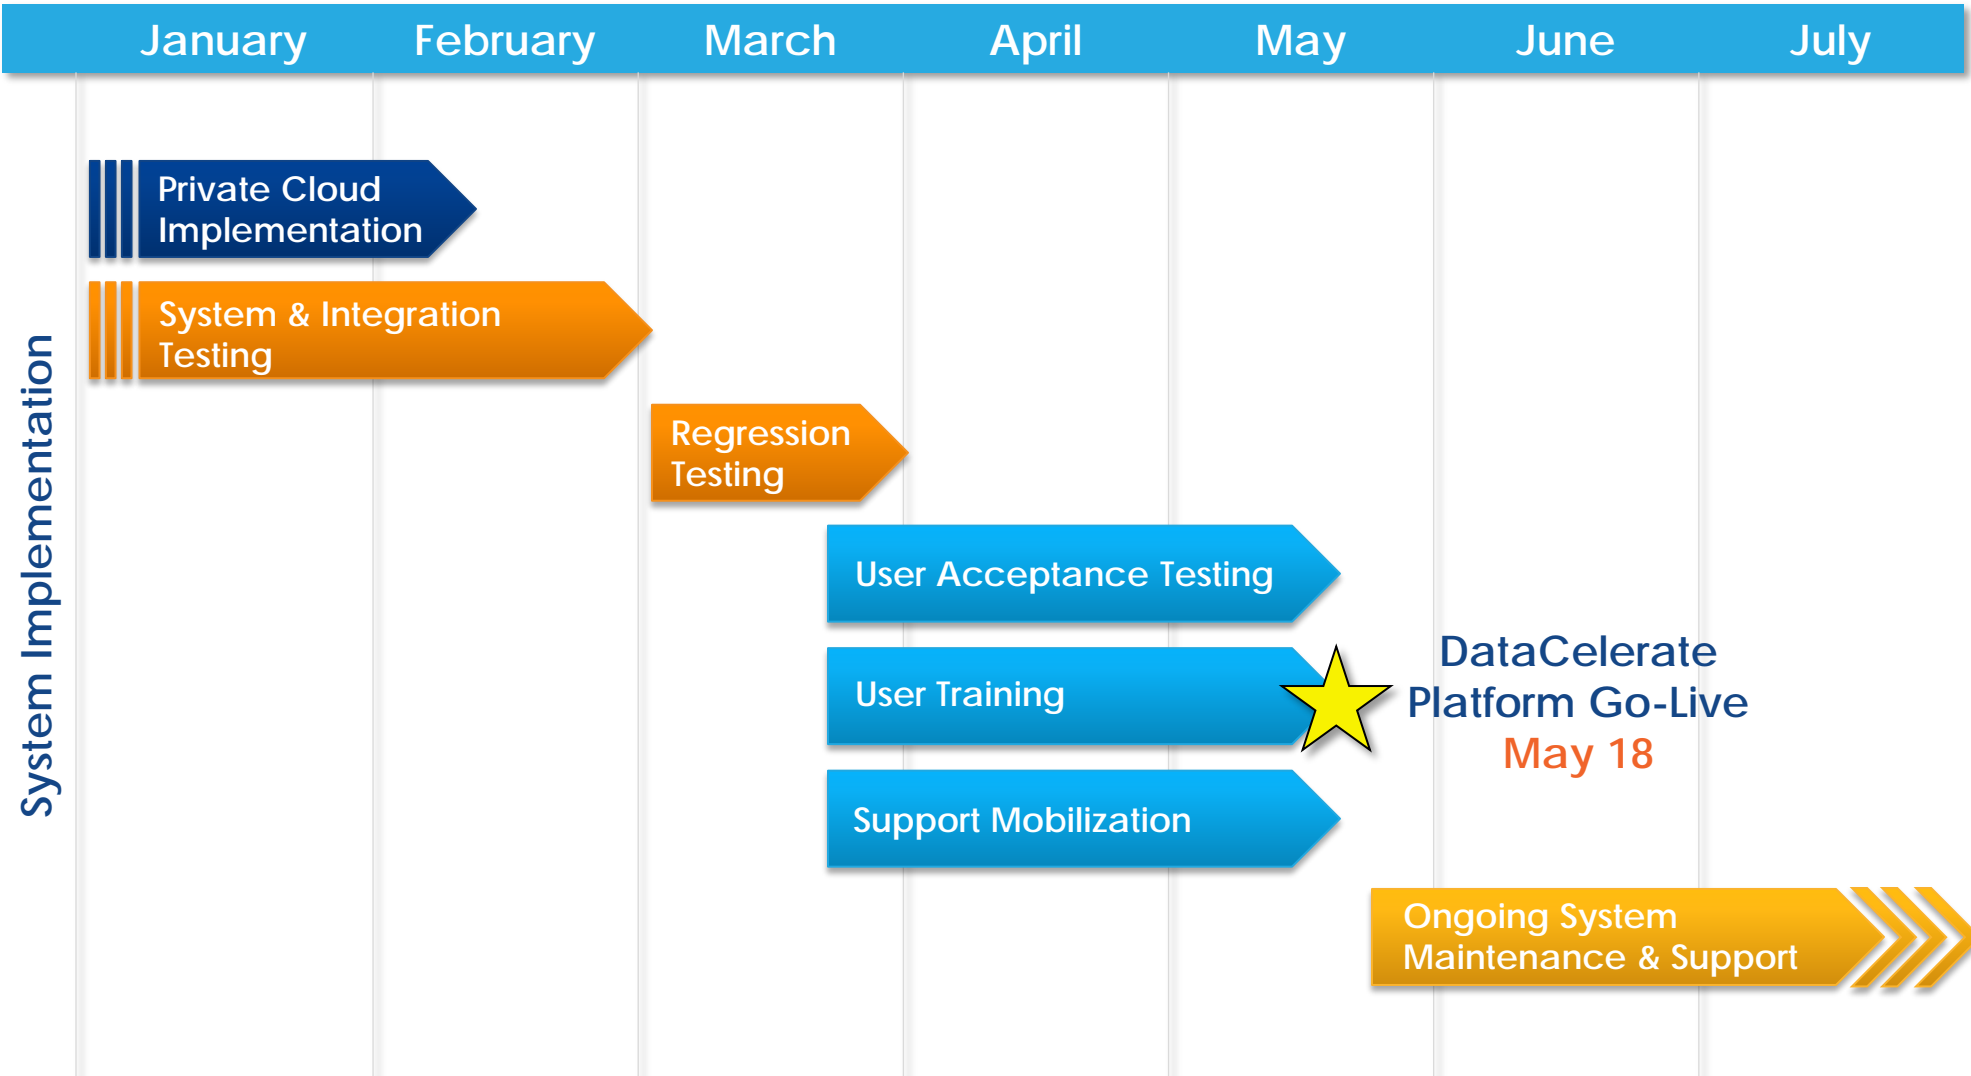 January February March April May June July
System Implementation
Private Cloud
Implementation
System & Integration
Testing
Regression
Testing
User Acceptance Testing
User Training
DataCelerate
Platform Go-Live
May 18
Support Mobilization
Ongoing System
Maintenance & Support